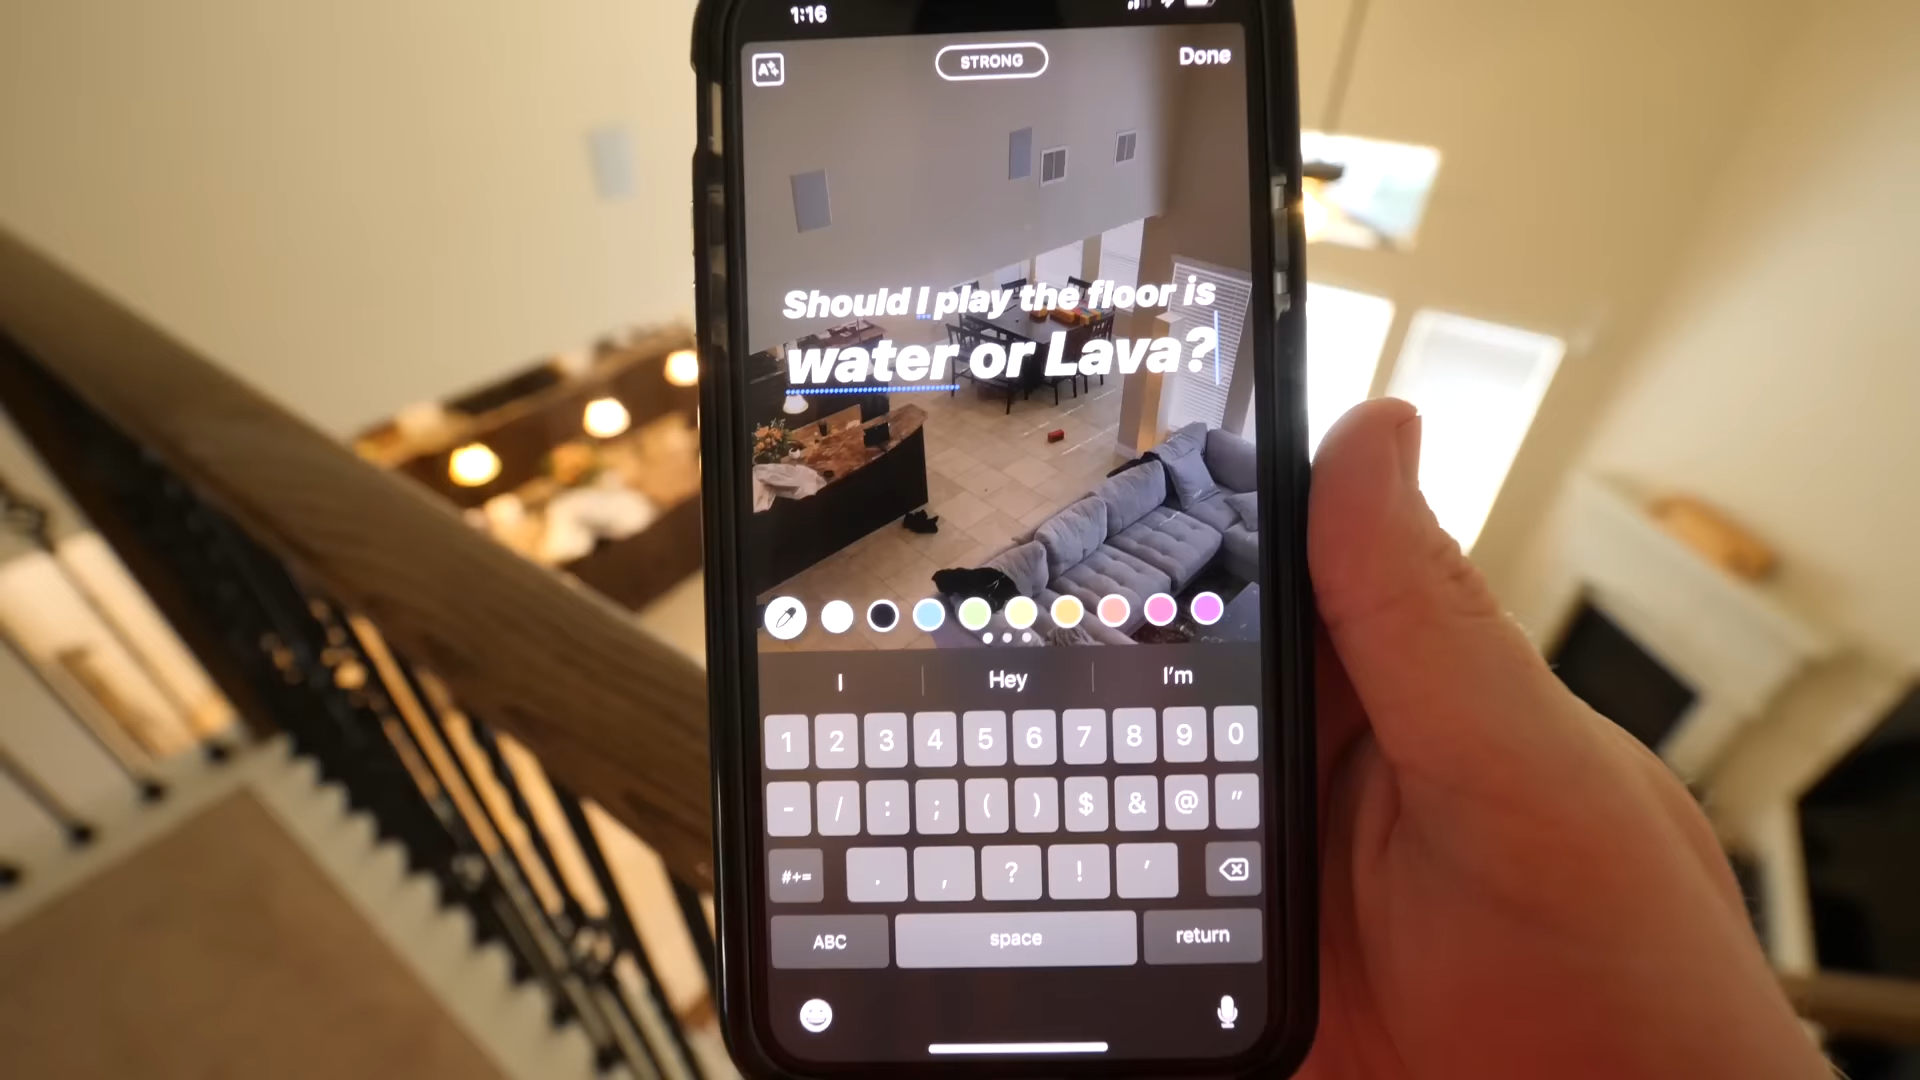 1:16
STRONG
Done
Should I play the floor is
water or Lava?
I Hey I'm
1 2 3 4 5 6 7 8 9 0
- / : ; ( ) $ & @ "
#+= . , ? ! '
ABC space return